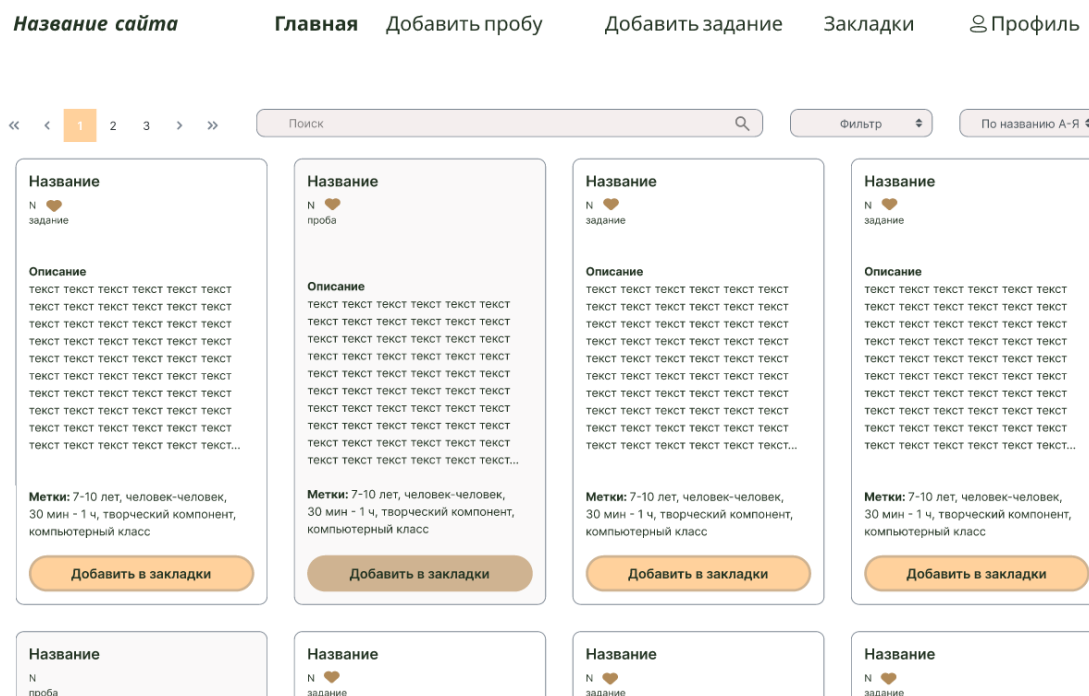 Название сайта
Главная
Добавить пробу
Добавить задание
Закладки
Профиль
« ‹ 1 2 3 › »
Поиск
Фильтр
По названию А-Я
Название
N
задание
Описание
текст текст текст текст текст текст
текст текст текст текст текст текст
текст текст текст текст текст текст
текст текст текст текст текст текст
текст текст текст текст текст текст
текст текст текст текст текст текст
текст текст текст текст текст текст
текст текст текст текст текст текст
текст текст текст текст текст текст
текст текст текст текст текст текст...
Метки: 7-10 лет, человек-человек,
30 мин - 1 ч, творческий компонент,
компьютерный класс
Добавить в закладки
Название
N
проба
Описание
текст текст текст текст текст текст
текст текст текст текст текст текст
текст текст текст текст текст текст
текст текст текст текст текст текст
текст текст текст текст текст текст
текст текст текст текст текст текст
текст текст текст текст текст текст
текст текст текст текст текст текст
текст текст текст текст текст текст
текст текст текст текст текст текст...
Метки: 7-10 лет, человек-человек,
30 мин - 1 ч, творческий компонент,
компьютерный класс
Добавить в закладки
Название
N
задание
Описание
текст текст текст текст текст текст
текст текст текст текст текст текст
текст текст текст текст текст текст
текст текст текст текст текст текст
текст текст текст текст текст текст
текст текст текст текст текст текст
текст текст текст текст текст текст
текст текст текст текст текст текст
текст текст текст текст текст текст
текст текст текст текст текст текст...
Метки: 7-10 лет, человек-человек,
30 мин - 1 ч, творческий компонент,
компьютерный класс
Добавить в закладки
Название
N
задание
Описание
текст текст текст текст текст текст
текст текст текст текст текст текст
текст текст текст текст текст текст
текст текст текст текст текст текст
текст текст текст текст текст текст
текст текст текст текст текст текст
текст текст текст текст текст текст
текст текст текст текст текст текст
текст текст текст текст текст текст
текст текст текст текст текст текст...
Метки: 7-10 лет, человек-человек,
30 мин - 1 ч, творческий компонент,
компьютерный класс
Добавить в закладки
Название
N
проба
Название
N
задание
Название
N
задание
Название
N
задание